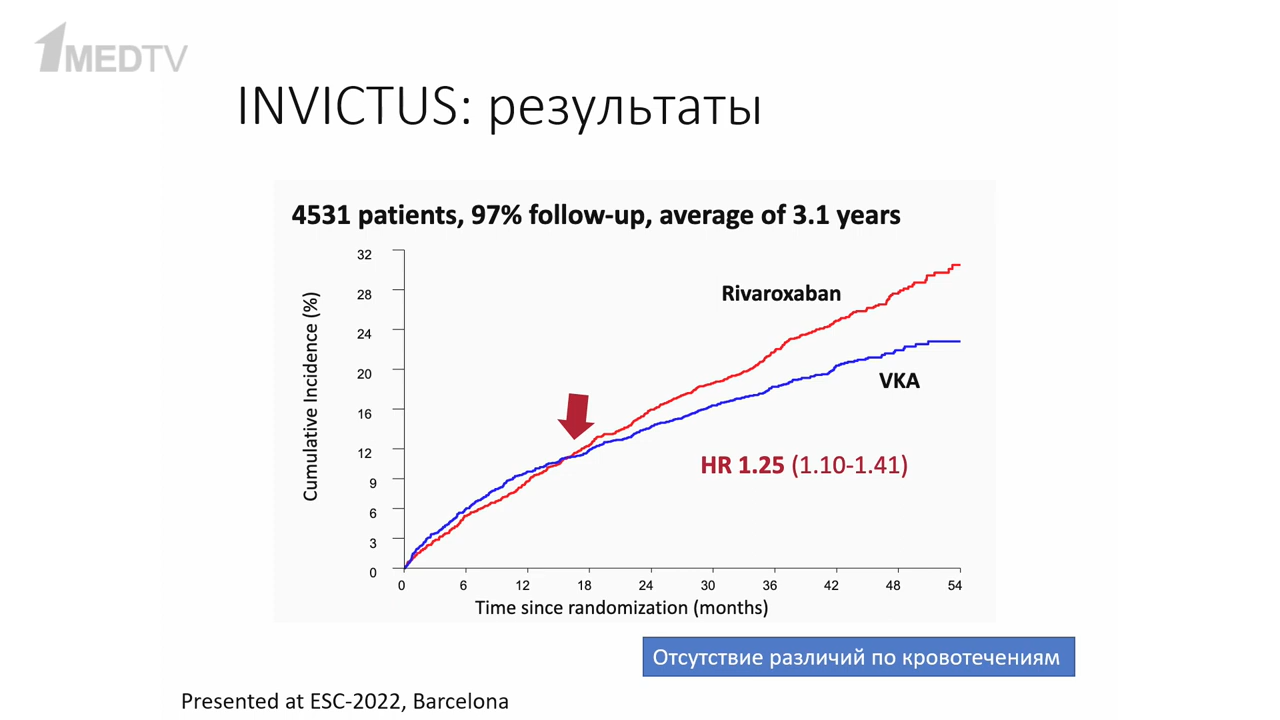 1MEDTV
INVICTUS: результаты
4531 patients, 97% follow-up, average of 3.1 years
Cumulative Incidence (%)
32
28
24
20
16
12
9
6
3
0
Rivaroxaban
VKA
HR 1.25 (1.10-1.41)
0 6 12 18 24 30 36 42 48 54
Time since randomization (months)
Отсутствие различий по кровотечениям
Presented at ESC-2022, Barcelona